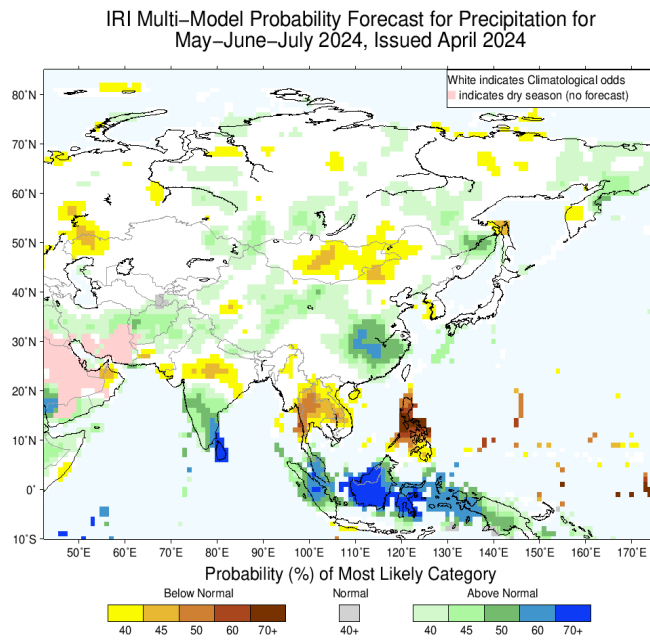 IRI Multi-Model Probability Forecast for Precipitation for
May-June-July 2024, Issued April 2024
White indicates Climatological odds
indicates dry season (no forecast)
80°N
70°N
60°N
50°N
40°N
30°N
20°N
10°N
0°
10°S
50°E 60°E 70°E 80°E 90°E 100°E 110°E 120°E 130°E 140°E 150°E 160°E 170°E
Probability (%) of Most Likely Category
Below Normal Normal Above Normal
40 45 50 60 70+ 40+ 40 45 50 60 70+